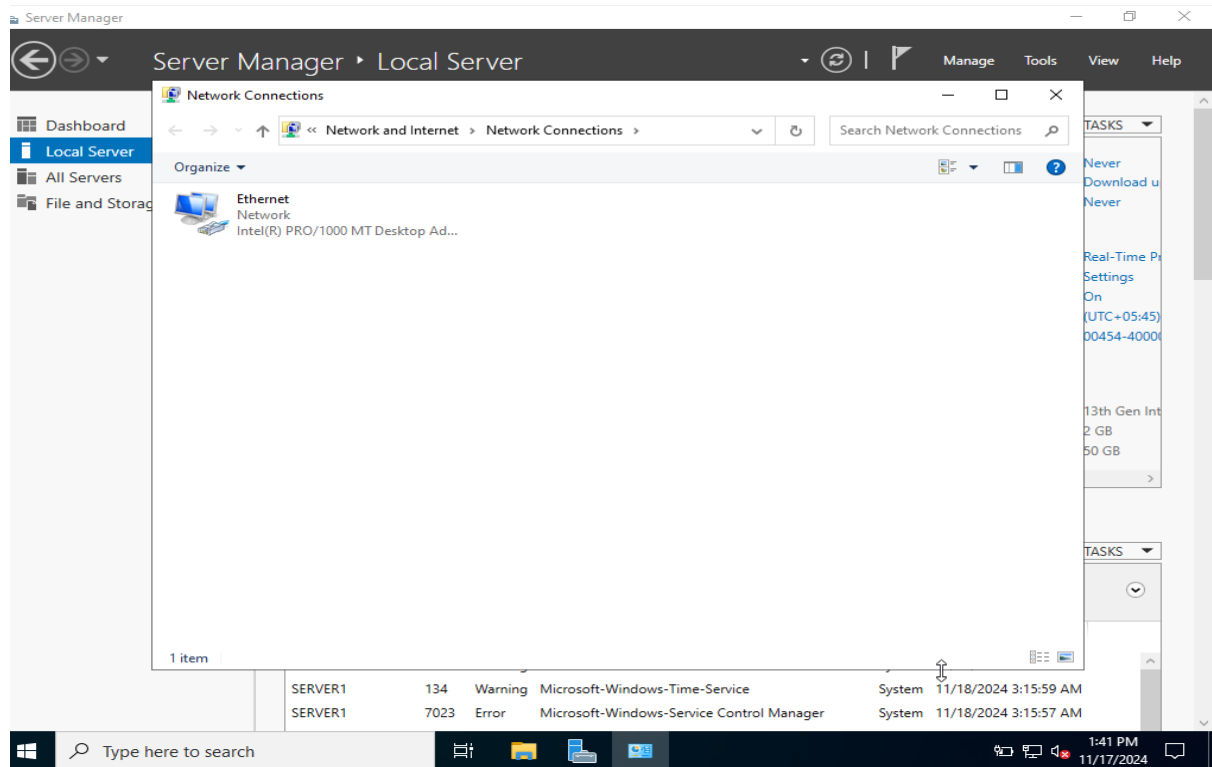 Server Manager
Server Manager ‣ Local Server
Manage Tools View Help
Network Connections
Dashboard
Local Server
All Servers
File and Storag
« Network and Internet › Network Connections ›
Search Network Connections
TASKS
Organize
Never
Download u
Never
Ethernet
Network
Intel(R) PRO/1000 MT Desktop Ad...
Real-Time Pr
Settings
On
(UTC+05:45)
00454-40000
13th Gen Int
2 GB
50 GB
TASKS
1 item
SERVER1 134 Warning Microsoft-Windows-Time-Service System 11/18/2024 3:15:59 AM
SERVER1 7023 Error Microsoft-Windows-Service Control Manager System 11/18/2024 3:15:57 AM
Type here to search
1:41 PM
11/17/2024